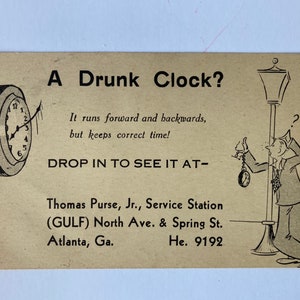 A Drunk Clock?
It runs forward and backwards,
but keeps correct time!
DROP IN TO SEE IT AT—
Thomas Purse, Jr., Service Station
(GULF) North Ave. & Spring St.
Atlanta, Ga. He. 9192
?